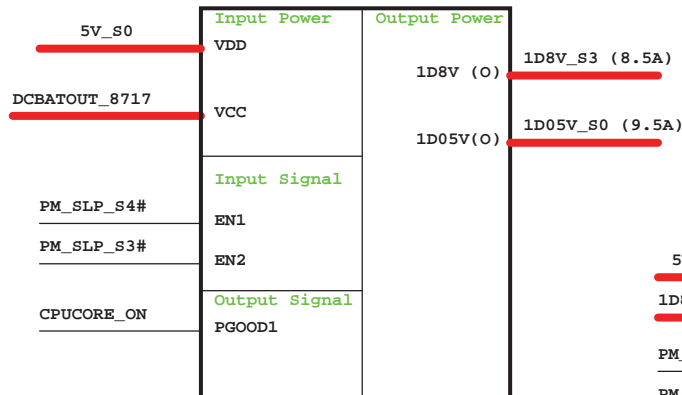 Input Power
Output Power
5V_S0
VDD
1D8V (O)
1D8V_S3 (8.5A)
DCBATOUT_8717
VCC
1D05V(O)
1D05V_S0 (9.5A)
Input Signal
PM_SLP_S4#
EN1
PM_SLP_S3#
EN2
Output Signal
CPUCORE_ON
PGOOD1